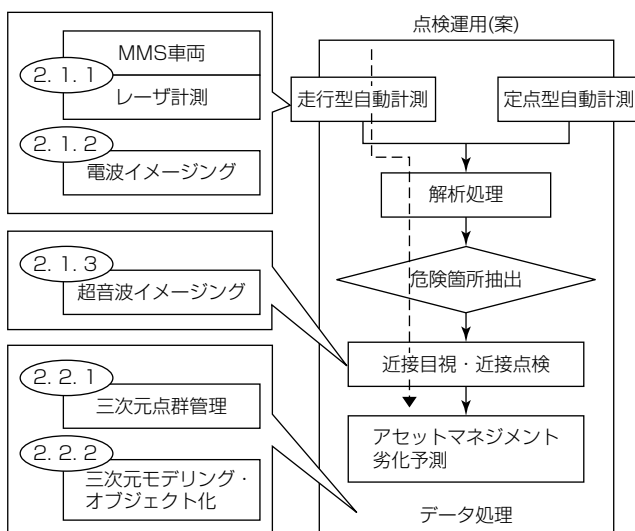 点検運用(案)
2. 1. 1
MMS車両
レーザ計測
2. 1. 2
電波イメージング
走行型自動計測
定点型自動計測
解析処理
2. 1. 3
超音波イメージング
危険箇所抽出
近接目視・近接点検
2. 2. 1
三次元点群管理
2. 2. 2
三次元モデリング・
オブジェクト化
アセットマネジメント
劣化予測
データ処理